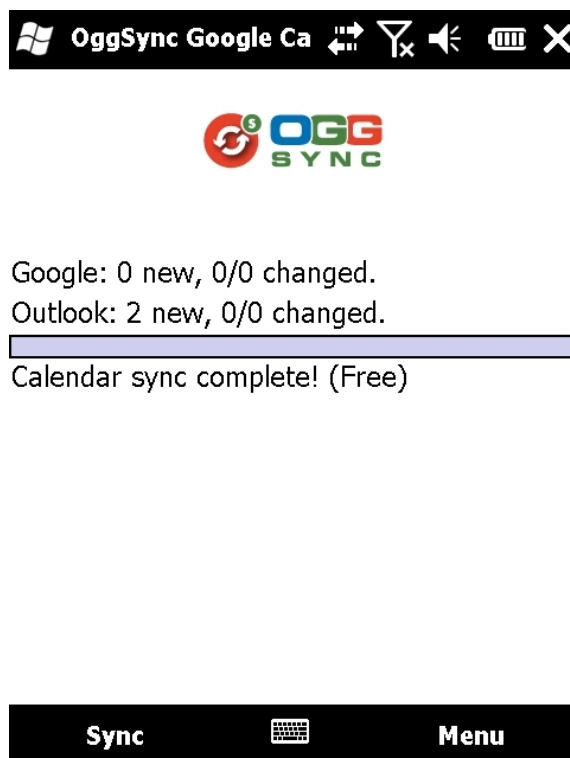 OggSync Google Ca
S
OGG
SYNC
Google: 0 new, 0/0 changed.
Outlook: 2 new, 0/0 changed.
Calendar sync complete! (Free)
Sync
Menu